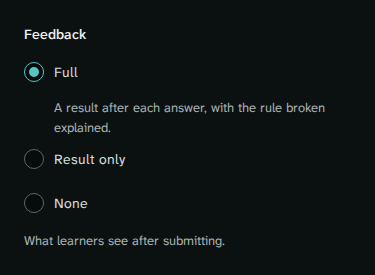 Feedback
Full
A result after each answer, with the rule broken
explained.
Result only
None
What learners see after submitting.